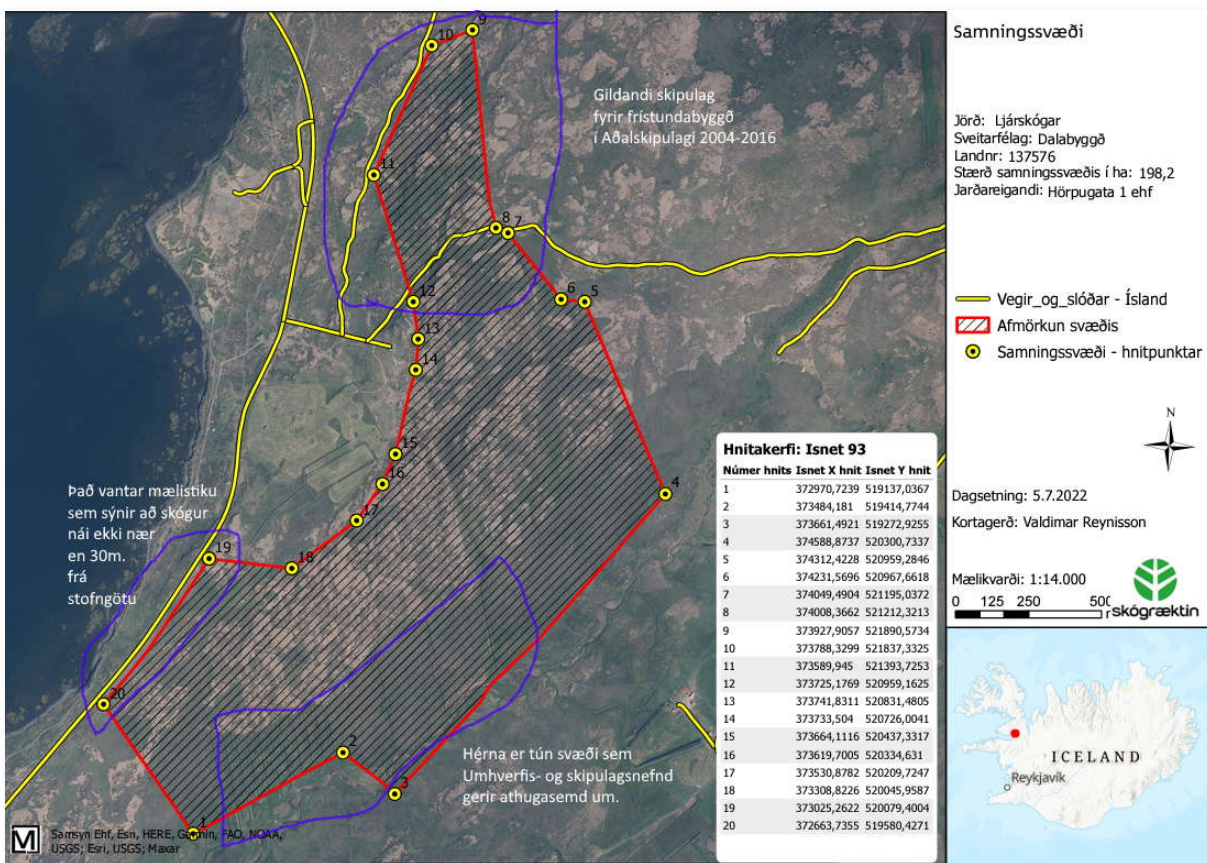 Gildandi skipulag
fyrir frístundabyggð
í Aðalskipulagi 2004-2016
Það vantar mælistiku
sem sýnir að skógur
nái ekki nær
en 30m.
frá
stofngötu
Hérna er tún svæði sem
Umhverfis- og skipulagsnefnd
gerir athugasemd um.
9
10
11
8
7
6
5
12
13
14
15
16
4
17
18
19
20
2
3
1
Samsyn Ehf, Esri, HERE, Garmin, FAO, NOAA,
USGS; Esri, USGS; Maxar
Hnitakerfi: Isnet 93
Númer hnits Isnet X hnit Isnet Y hnit
1 372970,7239 519137,0367
2 373484,181 519414,7744
3 373661,4921 519272,9255
4 374588,8737 520300,7337
5 374312,4228 520959,2846
6 374231,5696 520967,6618
7 374049,4904 521195,0372
8 374008,3662 521212,3213
9 373927,9057 521890,5734
10 373788,3299 521837,3325
11 373589,945 521393,7253
12 373725,1769 520959,1625
13 373741,8311 520831,4805
14 373733,504 520726,0041
15 373664,1116 520437,3317
16 373619,7005 520334,631
17 373530,8782 520209,7247
18 373308,8226 520045,9587
19 373025,2622 520079,4004
20 372663,7355 519580,4271
Samningssvæði
Jörð: Ljárskógar
Sveitarfélag: Dalabyggð
Landnr: 137576
Stærð samningssvæðis í ha: 198,2
Jarðareigandi: Hörpugata 1 ehf
Vegir_og_slóðar - Ísland
Afmörkun svæðis
Samningssvæði - hnitpunktar
N
Dagsetning: 5.7.2022
Kortagerð: Valdimar Reynisson
Mælikvarði: 1:14.000
0 125 250 500
skógræktin
ICELAND
Reykjavík